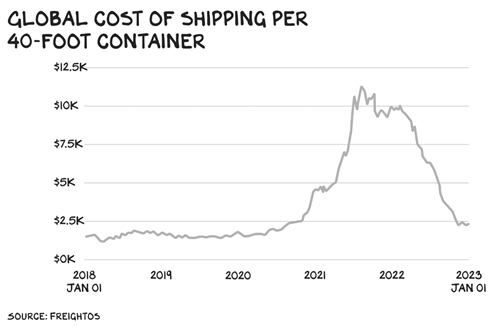 GLOBAL COST OF SHIPPING PER
40-FOOT CONTAINER
$12.5K
$10K
$7.5K
$5K
$2.5K
$0K
2018 2019 2020 2021 2022 2023
JAN 01 JAN 01
SOURCE: FREIGHTOS